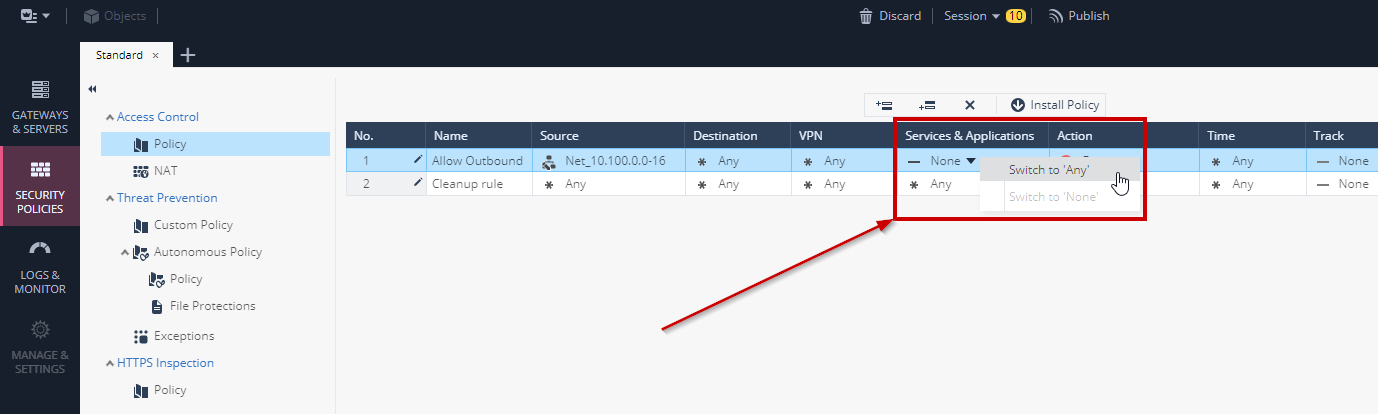 Objects
Discard
Session 10
Publish
Standard × +
GATEWAYS
& SERVERS
SECURITY
POLICIES
LOGS &
MONITOR
MANAGE &
SETTINGS
Access Control
Policy
NAT
Threat Prevention
Custom Policy
Autonomous Policy
Policy
File Protections
Exceptions
HTTPS Inspection
Policy
Install Policy
No. Name Source Destination VPN Services & Applications Action Time Track
1 Allow Outbound Net_10.100.0.0-16 Any Any None Any None
2 Cleanup rule Any Any Any Any Any None
Switch to 'Any'
Switch to 'None'